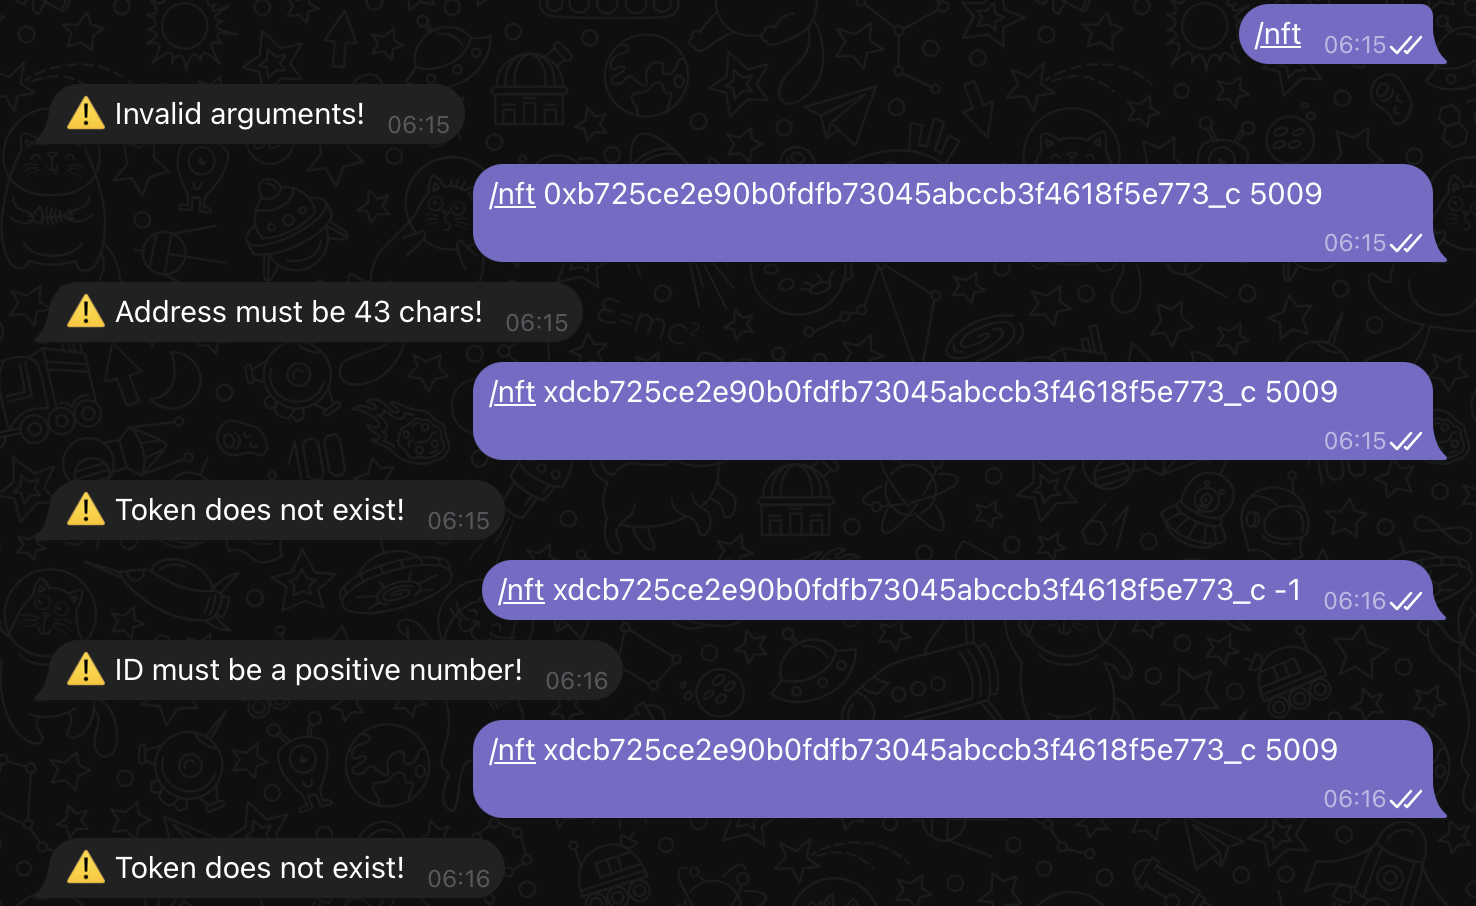 /nft 06:15
⚠️ Invalid arguments! 06:15
/nft 0xb725ce2e90b0fdfb73045abccb3f4618f5e773_c 5009
06:15
⚠️ Address must be 43 chars! 06:15
E=mc²
/nft xdcb725ce2e90b0fdfb73045abccb3f4618f5e773_c 5009
06:15
⚠️ Token does not exist! 06:15
/nft xdcb725ce2e90b0fdfb73045abccb3f4618f5e773_c -1 06:16
⚠️ ID must be a positive number! 06:16
/nft xdcb725ce2e90b0fdfb73045abccb3f4618f5e773_c 5009
06:16
⚠️ Token does not exist! 06:16